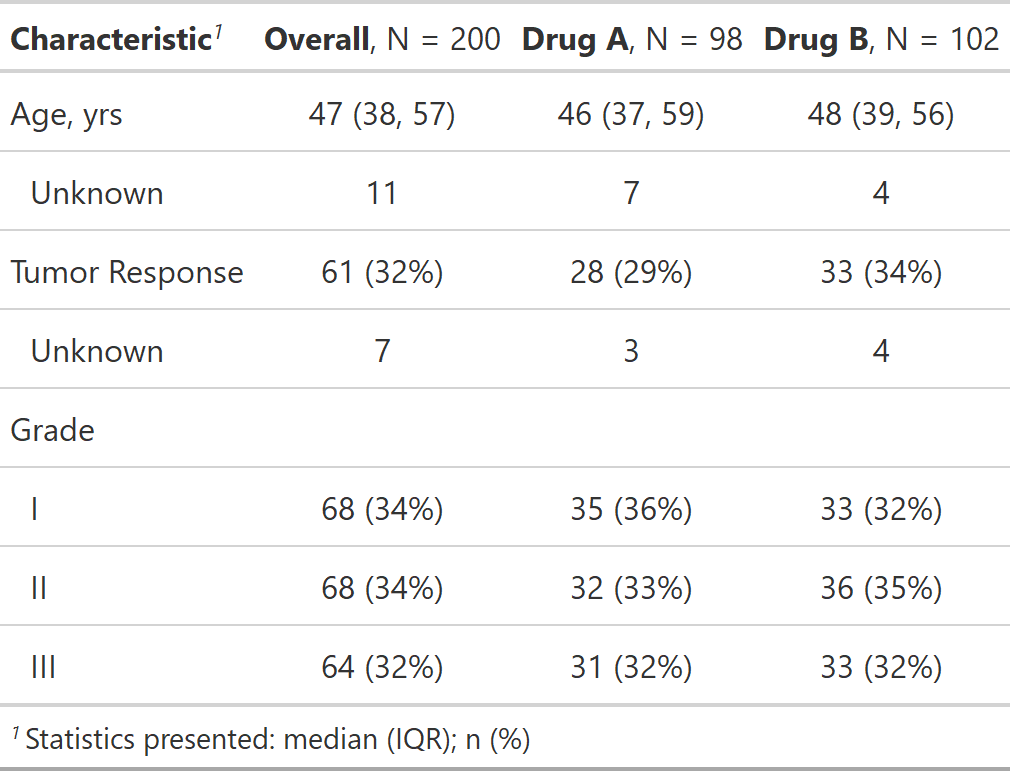 Characteristic1 Overall, N = 200 Drug A, N = 98 Drug B, N = 102
Age, yrs 47 (38, 57) 46 (37, 59) 48 (39, 56)
Unknown 11 7 4
Tumor Response 61 (32%) 28 (29%) 33 (34%)
Unknown 7 3 4
Grade
I 68 (34%) 35 (36%) 33 (32%)
II 68 (34%) 32 (33%) 36 (35%)
III 64 (32%) 31 (32%) 33 (32%)
1 Statistics presented: median (IQR); n (%)